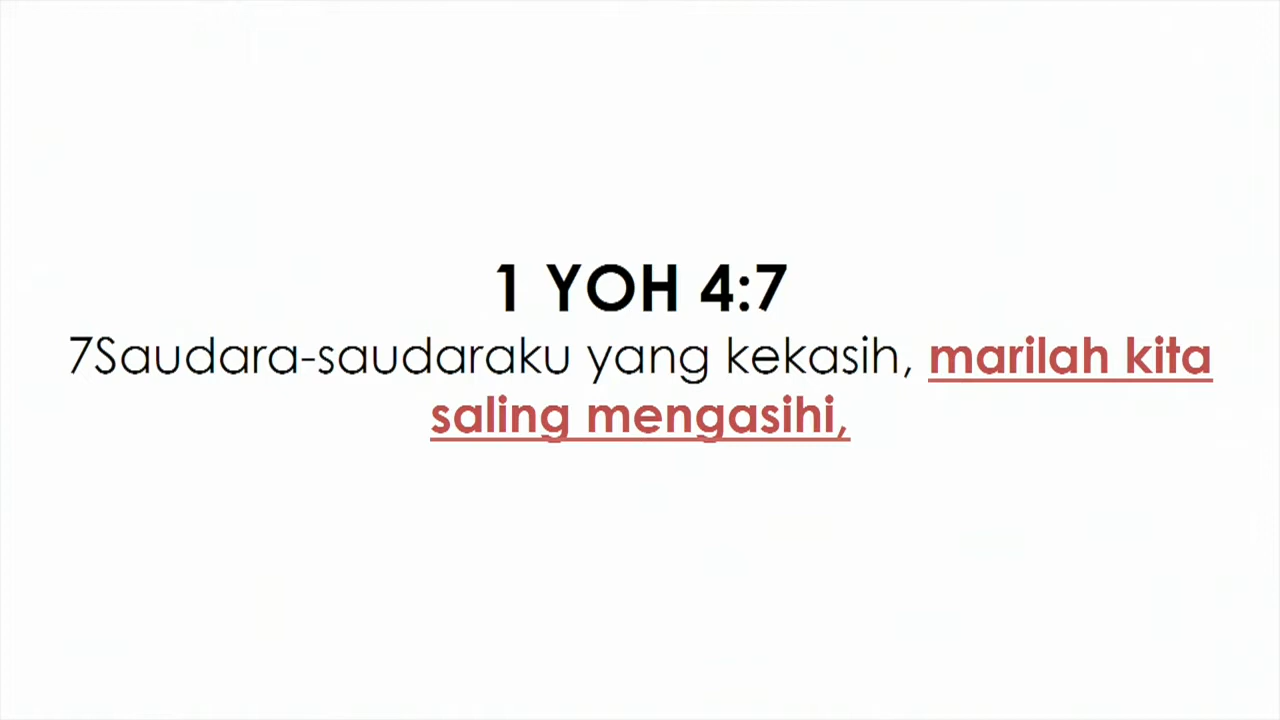 1 YOH 4:7
7Saudara-saudaraku yang kekasih, marilah kita
saling mengasihi,